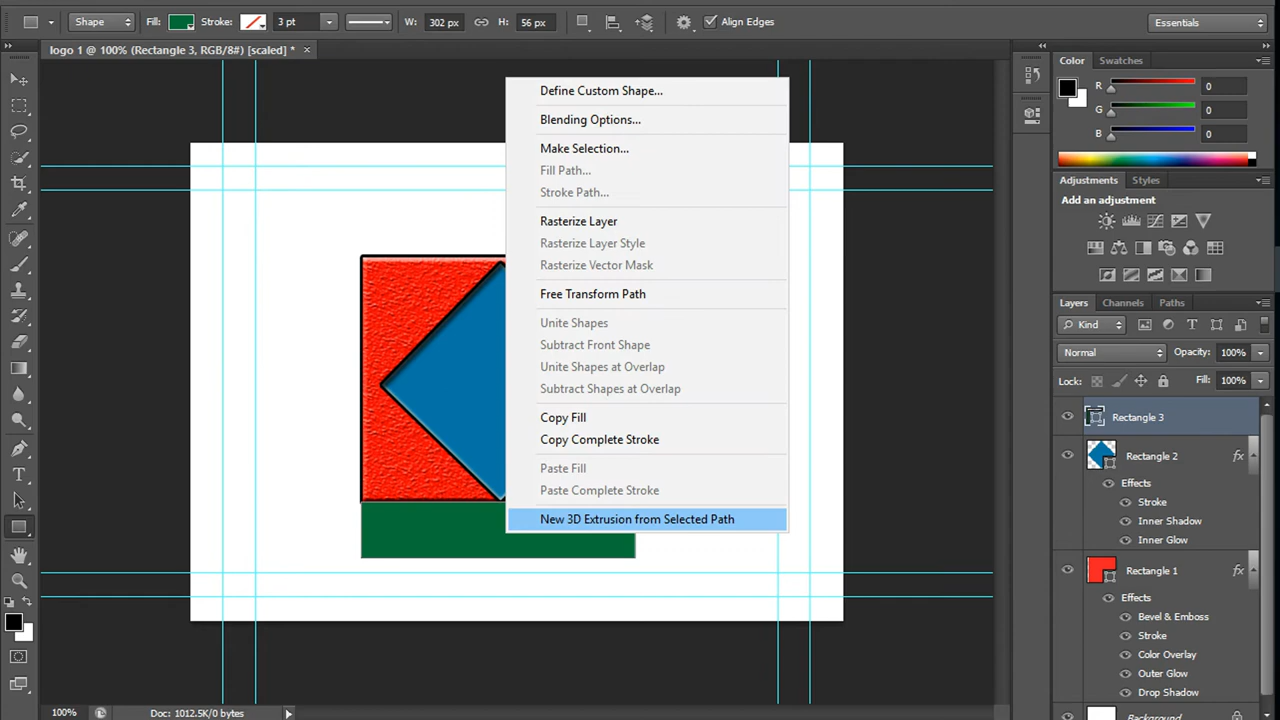 Shape Fill: Stroke: 3 pt W: 302 px H: 56 px Align Edges Essentials
logo 1 @ 100% (Rectangle 3, RGB/8#) [scaled] * ×
Color Swatches
R 0
G 0
B 0
Adjustments Styles
Add an adjustment
Layers Channels Paths
Kind
Normal Opacity: 100%
Lock: Fill: 100%
Rectangle 3
Rectangle 2 fx
Effects
Stroke
Inner Shadow
Inner Glow
Rectangle 1 fx
Effects
Bevel & Emboss
Stroke
Color Overlay
Outer Glow
Drop Shadow
Background
Define Custom Shape...
Blending Options...
Make Selection...
Fill Path...
Stroke Path...
Rasterize Layer
Rasterize Layer Style
Rasterize Vector Mask
Free Transform Path
Unite Shapes
Subtract Front Shape
Unite Shapes at Overlap
Subtract Shapes at Overlap
Copy Fill
Copy Complete Stroke
Paste Fill
Paste Complete Stroke
New 3D Extrusion from Selected Path
100% Doc: 1012.5K/0 bytes